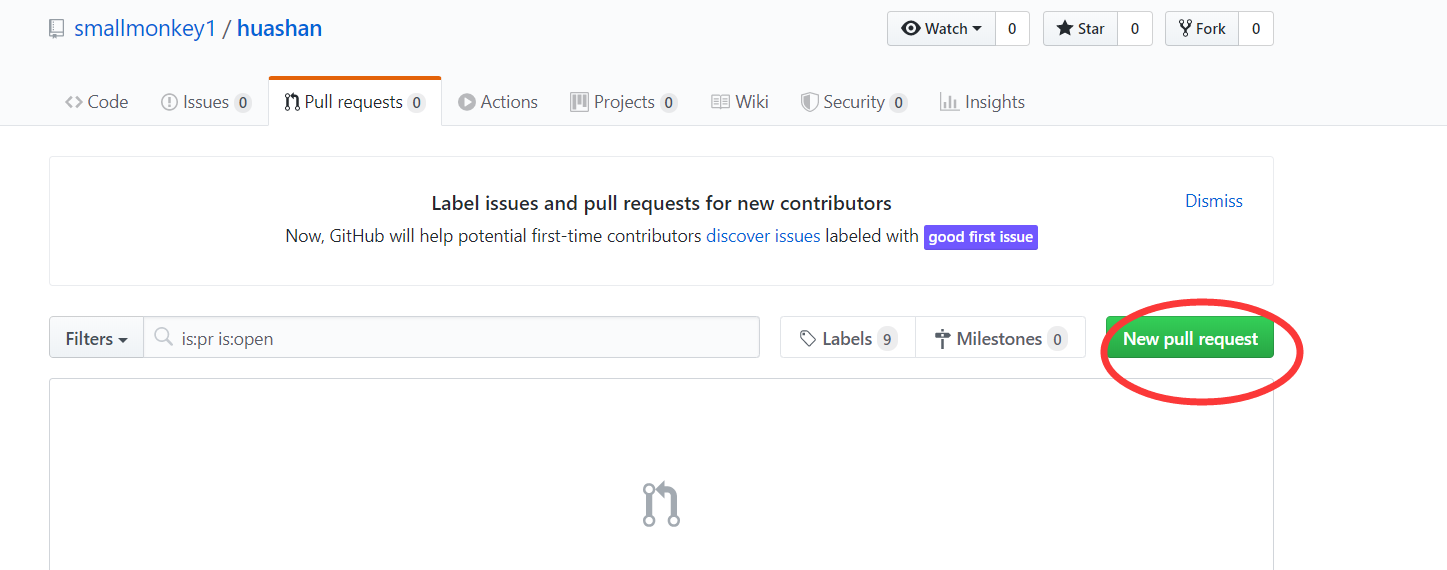 smallmonkey1 / huashan Watch 0 Star 0 Fork 0
Code Issues 0 Pull requests 0 Actions Projects 0 Wiki Security 0 Insights
Label issues and pull requests for new contributors Dismiss
Now, GitHub will help potential first-time contributors discover issues labeled with good first issue
Filters is:pr is:open Labels 9 Milestones 0 New pull request